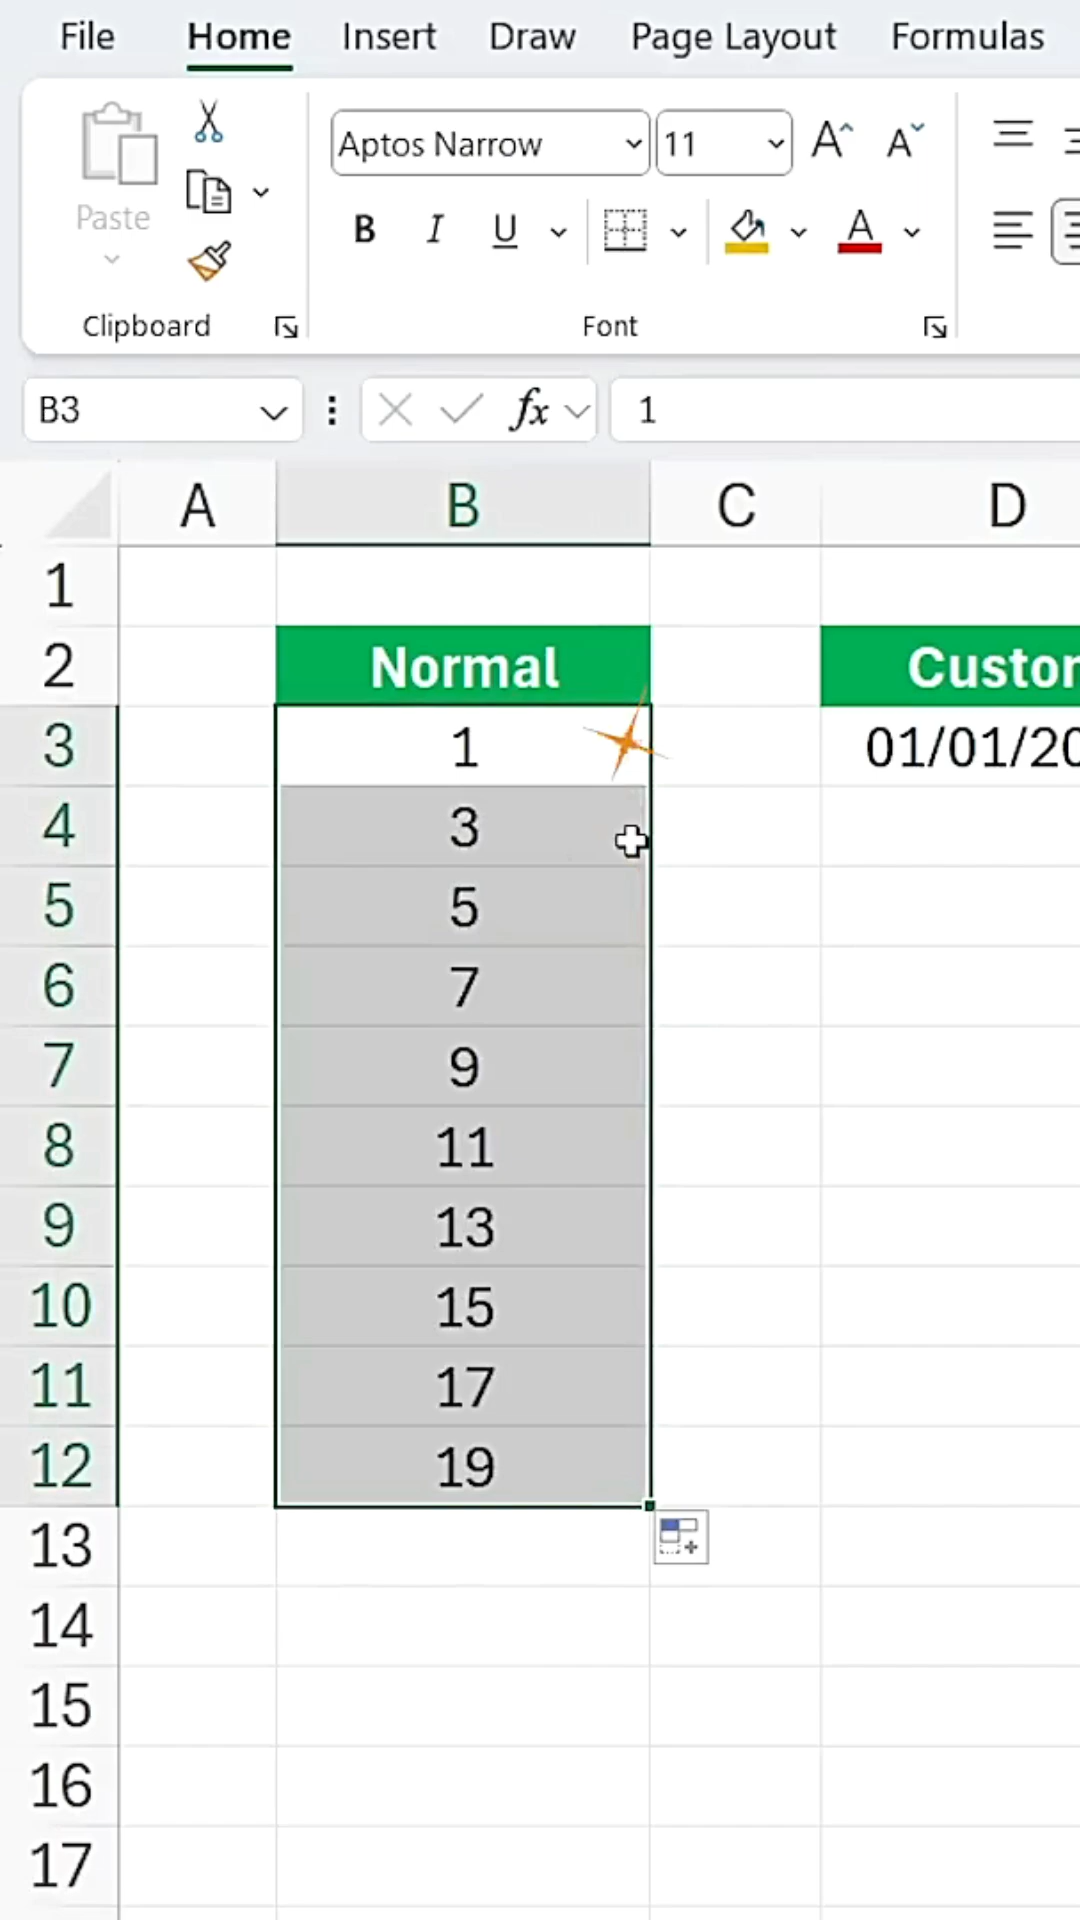 File Home Insert Draw Page Layout Formulas
Aptos Narrow 11 A A
Paste
B I U A
Clipboard Font
B3 fx 1
A B C D
1
2 Normal
3 1
4 3
5 5
6 7
7 9
8 11
9 13
10 15
11 17
12 19
13
14
15
16
17